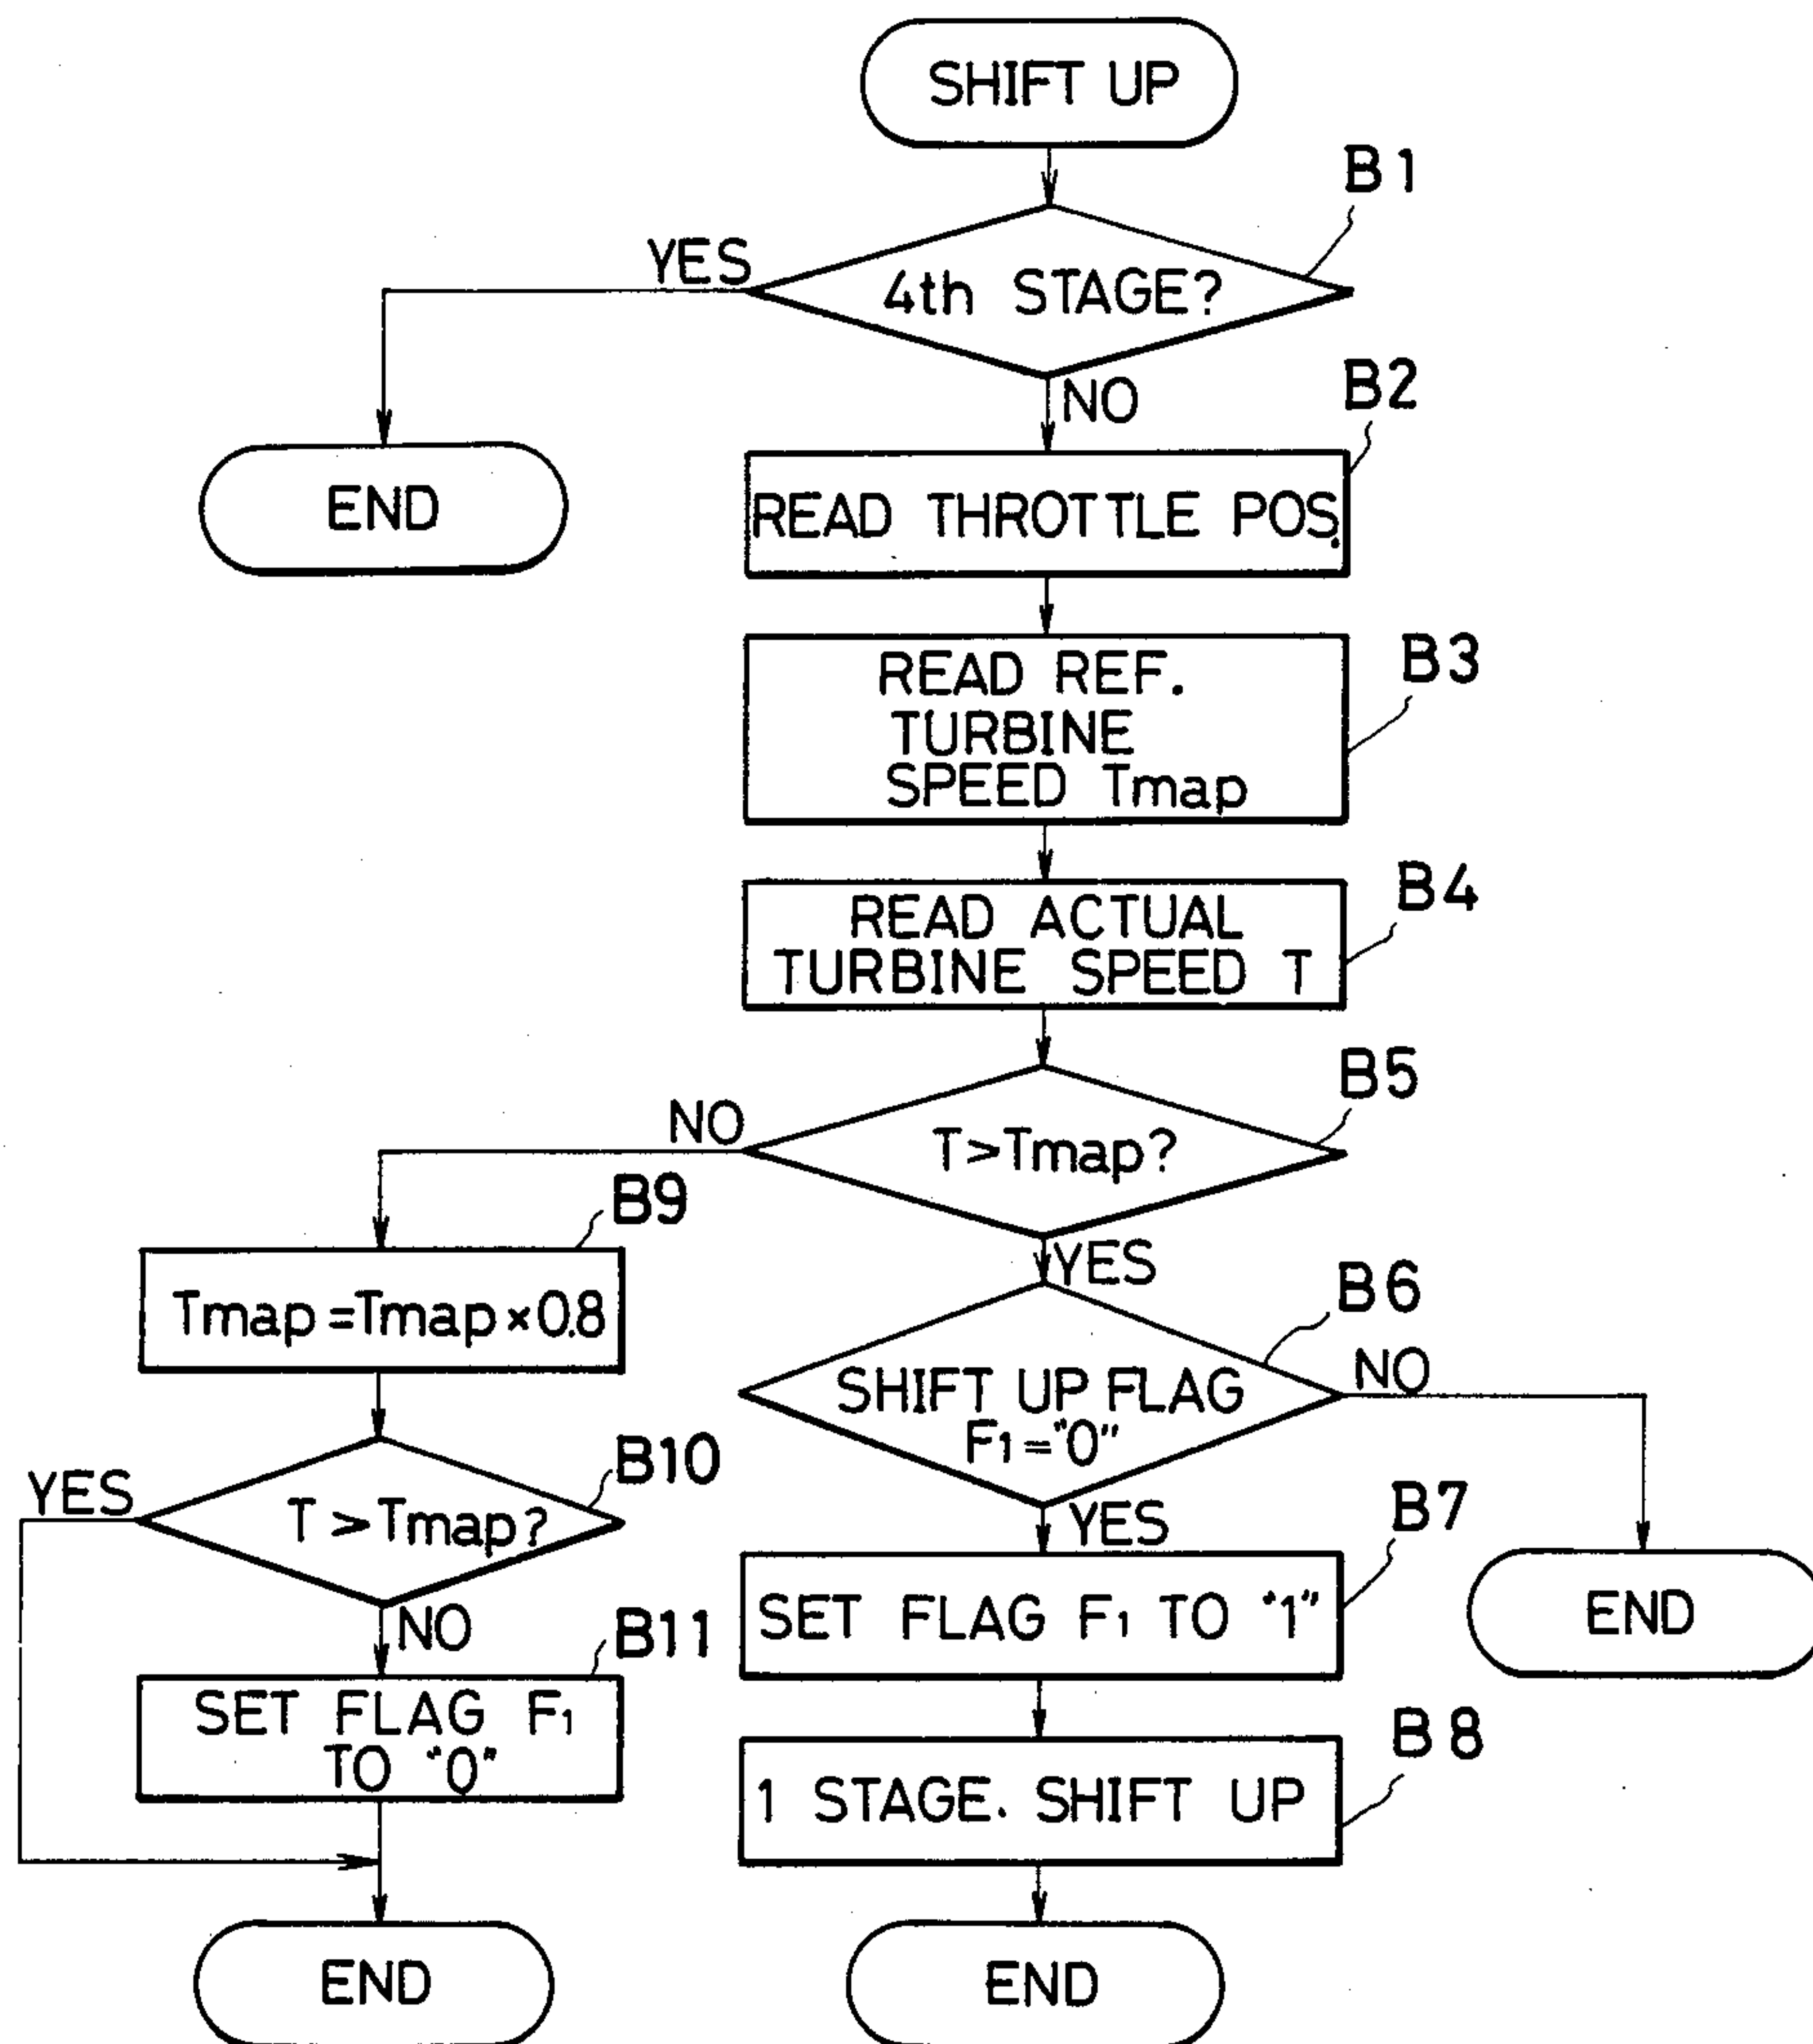 SHIFT UP
B1
YES
4th STAGE?
NO
B2
END
READ THROTTLE POS.
READ REF.
B3
TURBINE
SPEED Tmap
B4
READ ACTUAL
TURBINE SPEED T
B5
NO
T>Tmap?
B9
YES
B6
Tmap=Tmap×0.8
NO
SHIFT UP FLAG
F1="0"
B10
YES
T>Tmap?
B7
YES
NO
B11
SET FLAG F1 TO "1"
END
SET FLAG F1
TO "0"
B8
1 STAGE. SHIFT UP
END
END